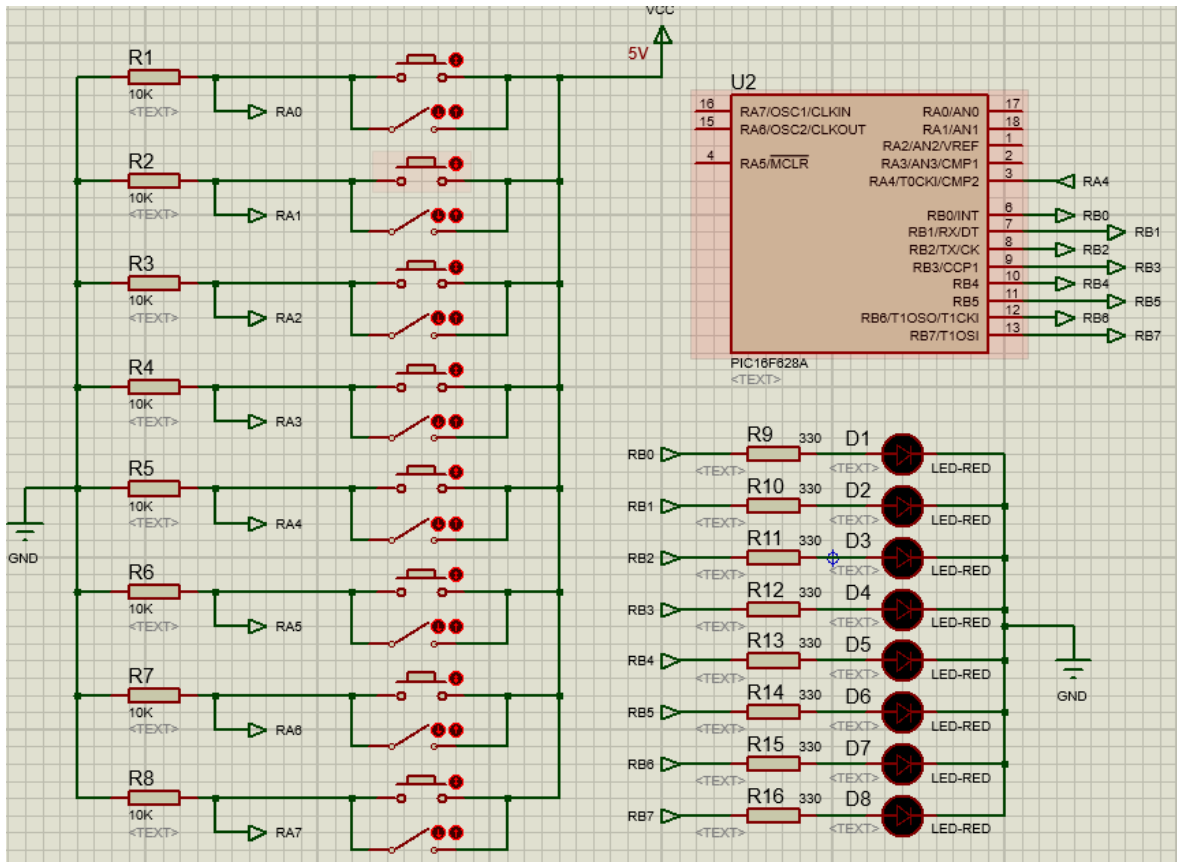 VCC
5V
R1
10K
<TEXT>
RA0
R2
10K
<TEXT>
RA1
R3
10K
<TEXT>
RA2
R4
10K
<TEXT>
RA3
R5
10K
<TEXT>
RA4
GND
R6
10K
<TEXT>
RA5
R7
10K
<TEXT>
RA6
R8
10K
<TEXT>
RA7
U2
16 RA7/OSC1/CLKIN
15 RA6/OSC2/CLKOUT
4 RA5/MCLR
RA0/AN0 17
RA1/AN1 18
RA2/AN2/VREF 1
RA3/AN3/CMP1 2
RA4/T0CKI/CMP2 3 RA4
RB0/INT 6 RB0
RB1/RX/DT 7 RB1
RB2/TX/CK 8 RB2
RB3/CCP1 9 RB3
RB4 10 RB4
RB5 11 RB5
RB6/T1OSO/T1CKI 12 RB6
RB7/T1OSI 13 RB7
PIC16F628A
<TEXT>
RB0 R9 330 D1
<TEXT> <TEXT> LED-RED
RB1 R10 330 D2
<TEXT> <TEXT> LED-RED
RB2 R11 330 D3
<TEXT> <TEXT> LED-RED
RB3 R12 330 D4
<TEXT> <TEXT> LED-RED
RB4 R13 330 D5
<TEXT> <TEXT> LED-RED
RB5 R14 330 D6
<TEXT> <TEXT> LED-RED
RB6 R15 330 D7
<TEXT> <TEXT> LED-RED
RB7 R16 330 D8
<TEXT> <TEXT> LED-RED
GND